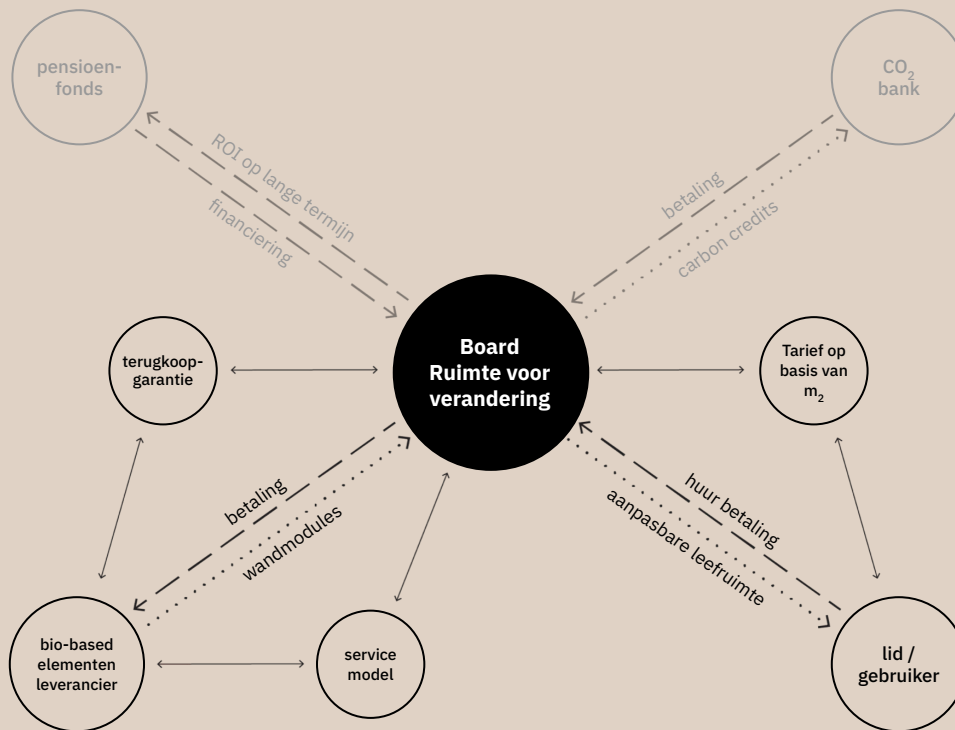 pensioen-
fonds
CO₂
bank
ROI op lange termijn
financiering
betaling
carbon credits
Board
Ruimte voor
verandering
terugkoop-
garantie
Tarief op
basis van
m₂
betaling
wandmodules
huur betaling
aanpasbare leefruimte
bio-based
elementen
leverancier
service
model
lid /
gebruiker